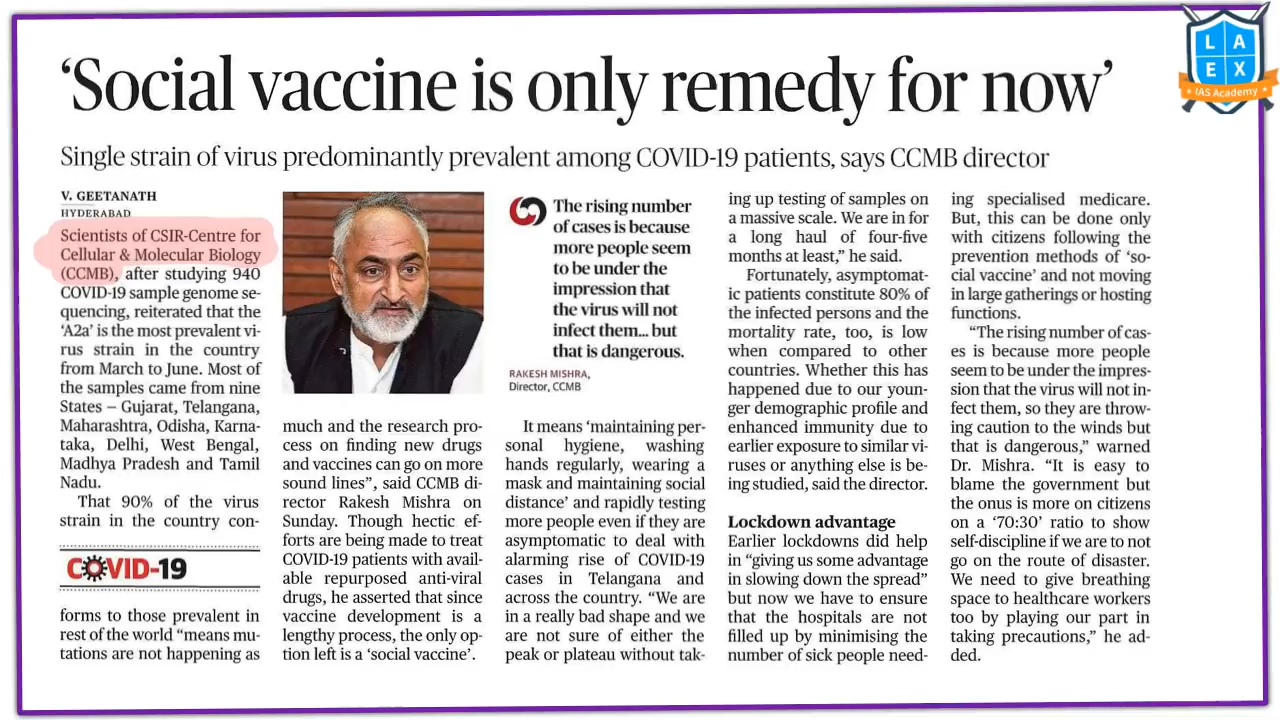 ‘Social vaccine is only remedy for now’
L A
E X
IAS Academy
Single strain of virus predominantly prevalent among COVID-19 patients, says CCMB director
V. GEETANATH
HYDERABAD
Scientists of CSIR-Centre for
Cellular & Molecular Biology
(CCMB), after studying 940
COVID-19 sample genome se-
quencing, reiterated that the
‘A2a’ is the most prevalent vi-
rus strain in the country
from March to June. Most of
the samples came from nine
States – Gujarat, Telangana,
Maharashtra, Odisha, Karna-
taka, Delhi, West Bengal,
Madhya Pradesh and Tamil
Nadu.
That 90% of the virus
strain in the country con-
COVID-19
forms to those prevalent in
rest of the world “means mu-
tations are not happening as
much and the research pro-
cess on finding new drugs
and vaccines can go on more
sound lines”, said CCMB di-
rector Rakesh Mishra on
Sunday. Though hectic ef-
forts are being made to treat
COVID-19 patients with avail-
able repurposed anti-viral
drugs, he asserted that since
vaccine development is a
lengthy process, the only op-
tion left is a ‘social vaccine’.
The rising number
of cases is because
more people seem
to be under the
impression that
the virus will not
infect them... but
that is dangerous.
RAKESH MISHRA,
Director, CCMB
It means ‘maintaining per-
sonal hygiene, washing
hands regularly, wearing a
mask and maintaining social
distance’ and rapidly testing
more people even if they are
asymptomatic to deal with
alarming rise of COVID-19
cases in Telangana and
across the country. “We are
in a really bad shape and we
are not sure of either the
peak or plateau without tak-
ing up testing of samples on
a massive scale. We are in for
a long haul of four-five
months at least,” he said.
Fortunately, asymptomat-
ic patients constitute 80% of
the infected persons and the
mortality rate, too, is low
when compared to other
countries. Whether this has
happened due to our youn-
ger demographic profile and
enhanced immunity due to
earlier exposure to similar vi-
ruses or anything else is be-
ing studied, said the director.
Lockdown advantage
Earlier lockdowns did help
in “giving us some advantage
in slowing down the spread”
but now we have to ensure
that the hospitals are not
filled up by minimising the
number of sick people need-
ing specialised medicare.
But, this can be done only
with citizens following the
prevention methods of ‘so-
cial vaccine’ and not moving
in large gatherings or hosting
functions.
“The rising number of cas-
es is because more people
seem to be under the impres-
sion that the virus will not in-
fect them, so they are throw-
ing caution to the winds but
that is dangerous,” warned
Dr. Mishra. “It is easy to
blame the government but
the onus is more on citizens
on a ‘70:30’ ratio to show
self-discipline if we are to not
go on the route of disaster.
We need to give breathing
space to healthcare workers
too by playing our part in
taking precautions,” he ad-
ded.